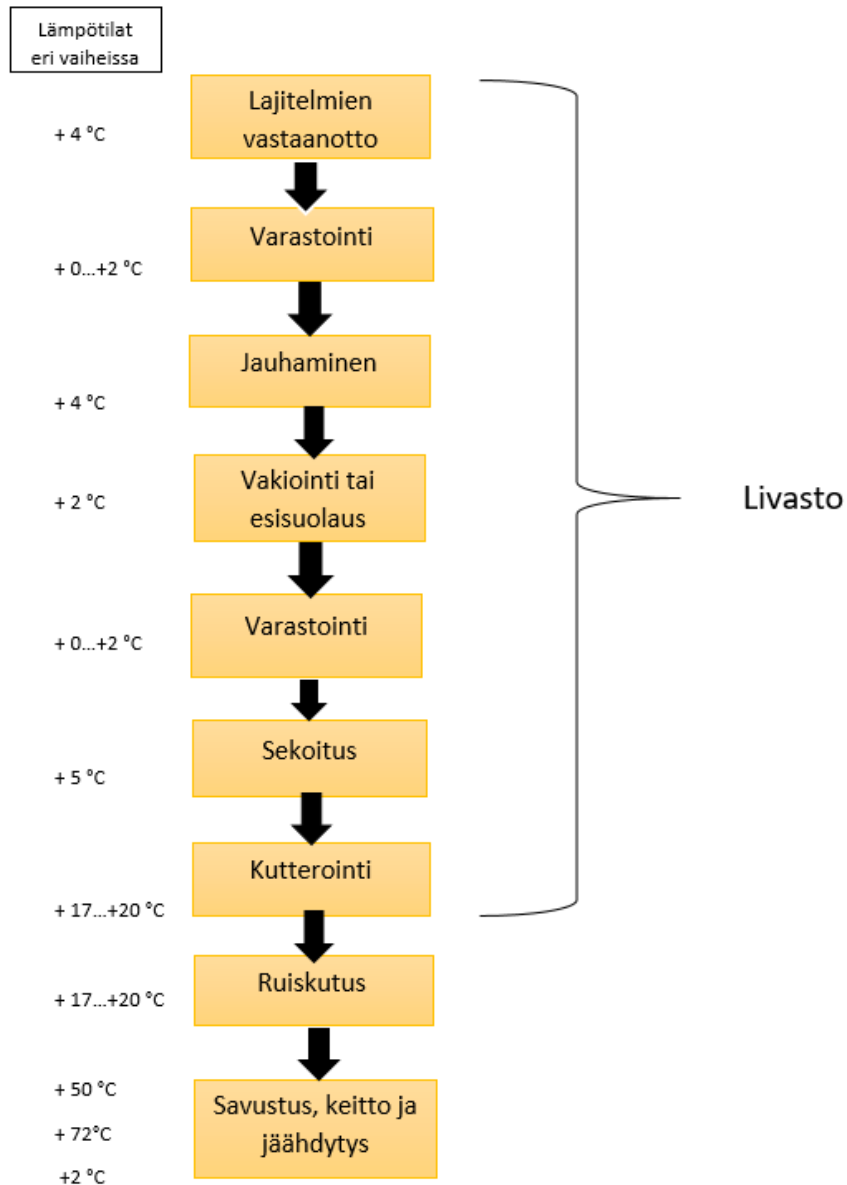 Lämpötilat
eri vaiheissa
Lajitelmien
vastaanotto
+ 4 °C
Varastointi
+ 0...+2 °C
Jauhaminen
+ 4 °C
Vakiointi tai
esisuolaus
+ 2 °C
Livasto
Varastointi
+ 0...+2 °C
Sekoitus
+ 5 °C
Kutterointi
+ 17...+20 °C
Ruiskutus
+ 17...+20 °C
Savustus, keitto ja
jäähdytys
+ 50 °C
+ 72°C
+2 °C